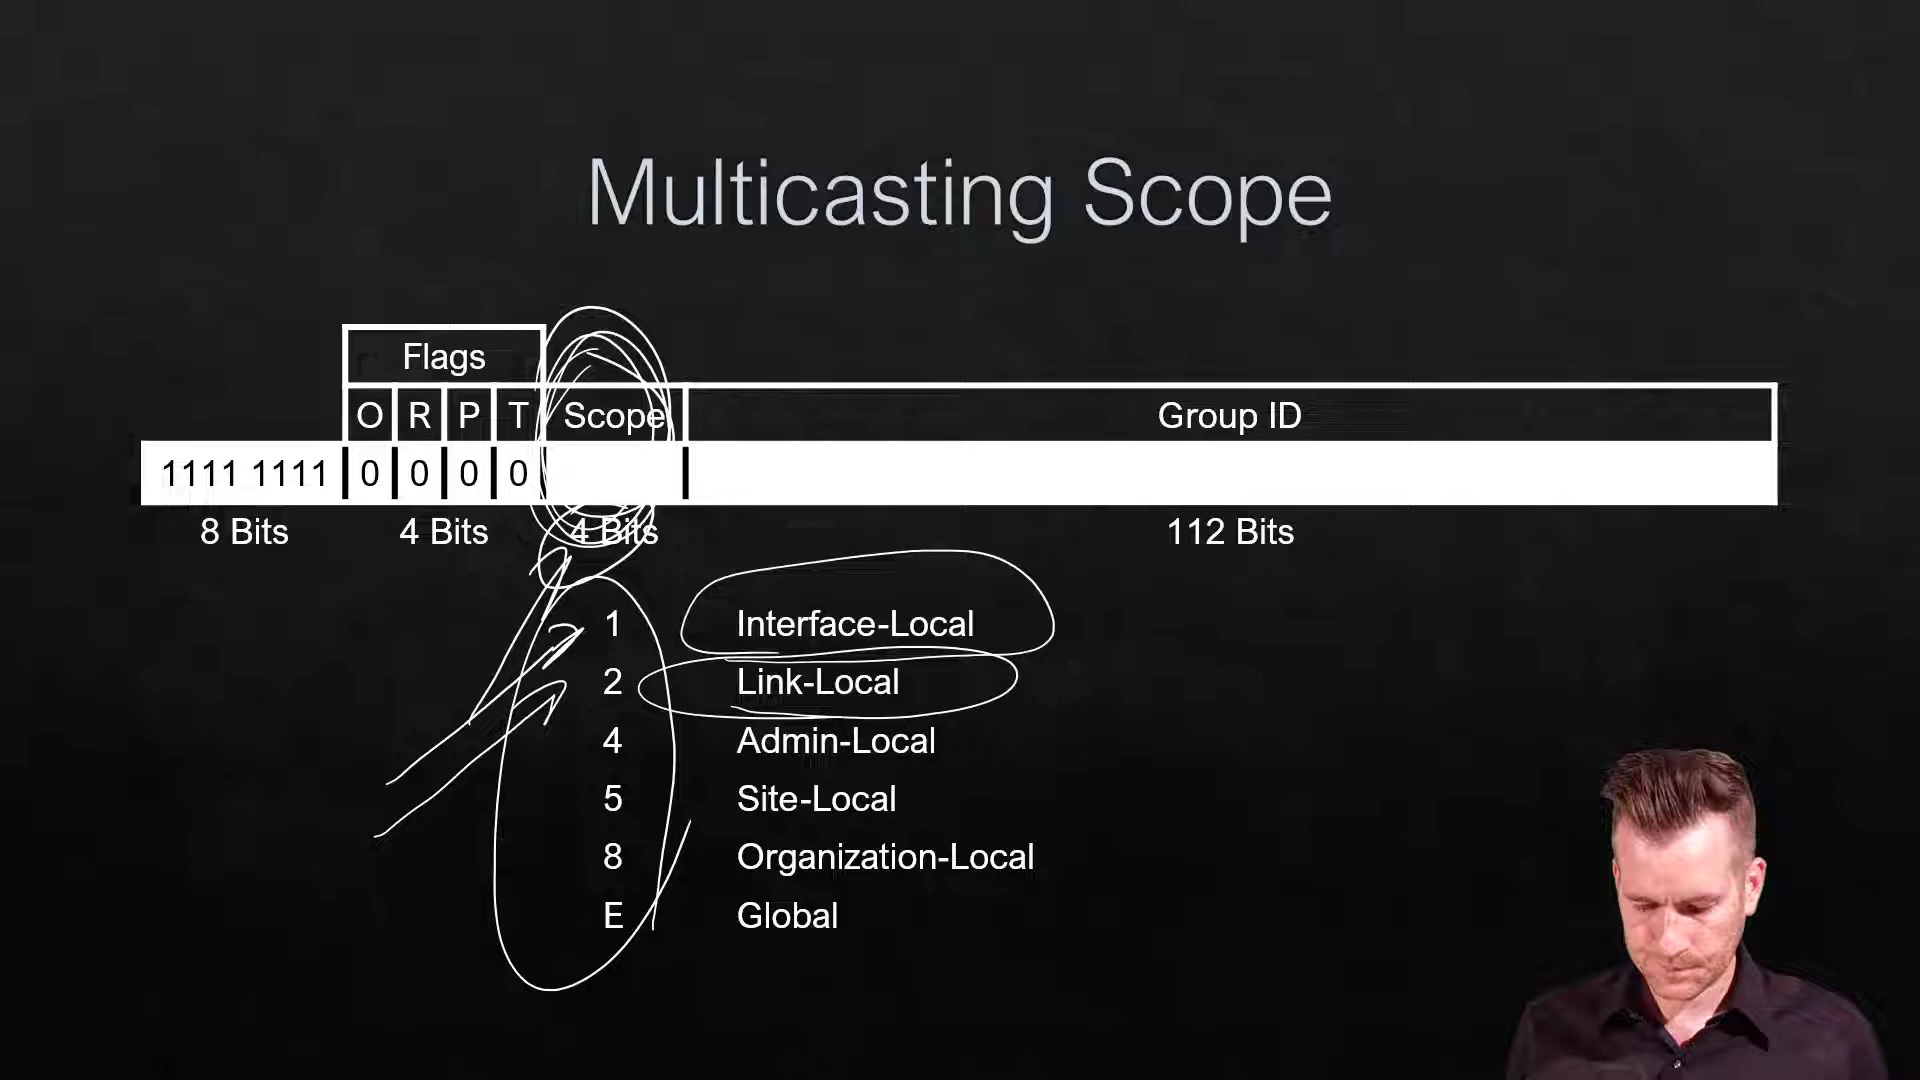 Multicasting Scope
Flags
O R P T Scope Group ID
1111 1111 0 0 0 0
8 Bits 4 Bits 4 Bits 112 Bits
1 Interface-Local
2 Link-Local
4 Admin-Local
5 Site-Local
8 Organization-Local
E Global